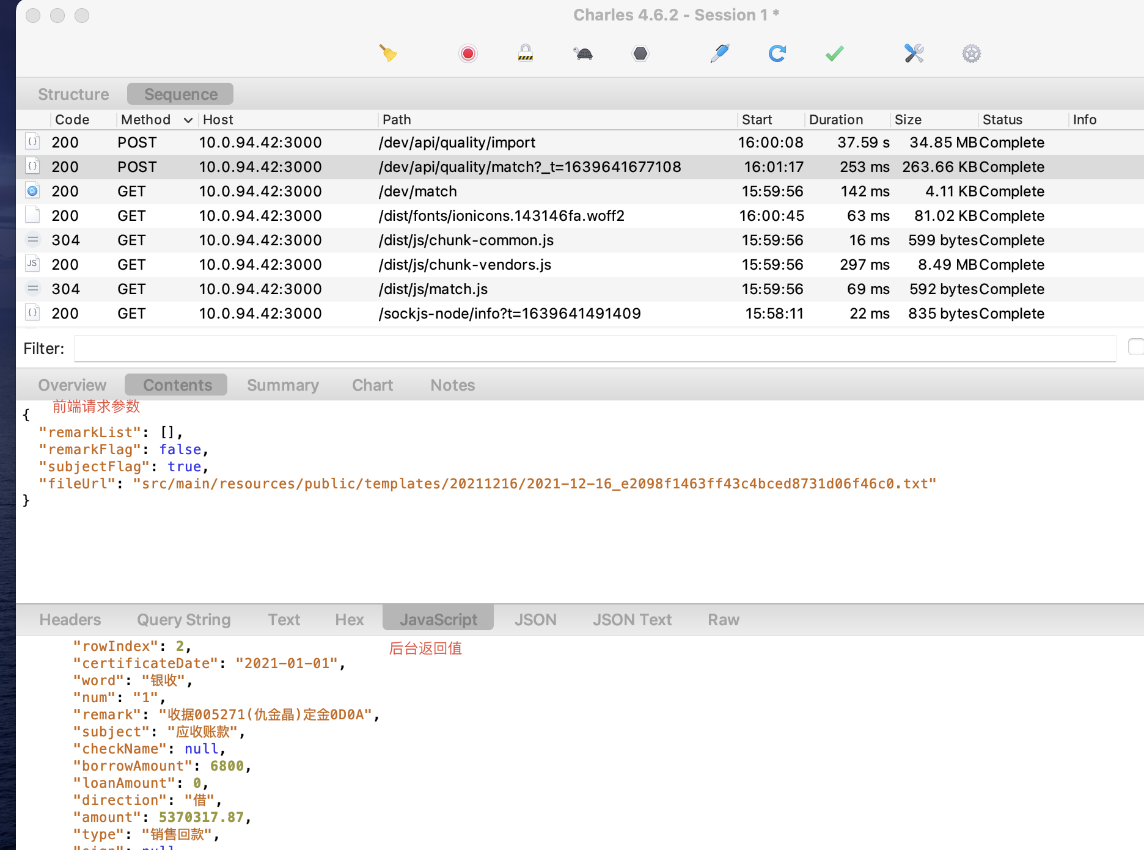 Charles 4.6.2 - Session 1 *
Structure Sequence
Code Method Host Path Start Duration Size Status Info
200 POST 10.0.94.42:3000 /dev/api/quality/import 16:00:08 37.59 s 34.85 MB Complete
200 POST 10.0.94.42:3000 /dev/api/quality/match?_t=1639641677108 16:01:17 253 ms 263.66 KB Complete
200 GET 10.0.94.42:3000 /dev/match 15:59:56 142 ms 4.11 KB Complete
200 GET 10.0.94.42:3000 /dist/fonts/ionicons.143146fa.woff2 16:00:45 63 ms 81.02 KB Complete
304 GET 10.0.94.42:3000 /dist/js/chunk-common.js 15:59:56 16 ms 599 bytes Complete
JS 200 GET 10.0.94.42:3000 /dist/js/chunk-vendors.js 15:59:56 297 ms 8.49 MB Complete
304 GET 10.0.94.42:3000 /dist/js/match.js 15:59:56 69 ms 592 bytes Complete
200 GET 10.0.94.42:3000 /sockjs-node/info?t=1639641491409 15:58:11 22 ms 835 bytes Complete
Filter:
Overview Contents Summary Chart Notes
前端请求参数
{
"remarkList": [],
"remarkFlag": false,
"subjectFlag": true,
"fileUrl": "src/main/resources/public/templates/20211216/2021-12-16_e2098f1463ff43c4bced8731d06f46c0.txt"
}
Headers Query String Text Hex JavaScript JSON JSON Text Raw
"rowIndex": 2,
后台返回值
"certificateDate": "2021-01-01",
"word": "银收",
"num": "1",
"remark": "收据005271(仇金晶)定金0D0A",
"subject": "应收账款",
"checkName": null,
"borrowAmount": 6800,
"loanAmount": 0,
"direction": "借",
"amount": 5370317.87,
"type": "销售回款",